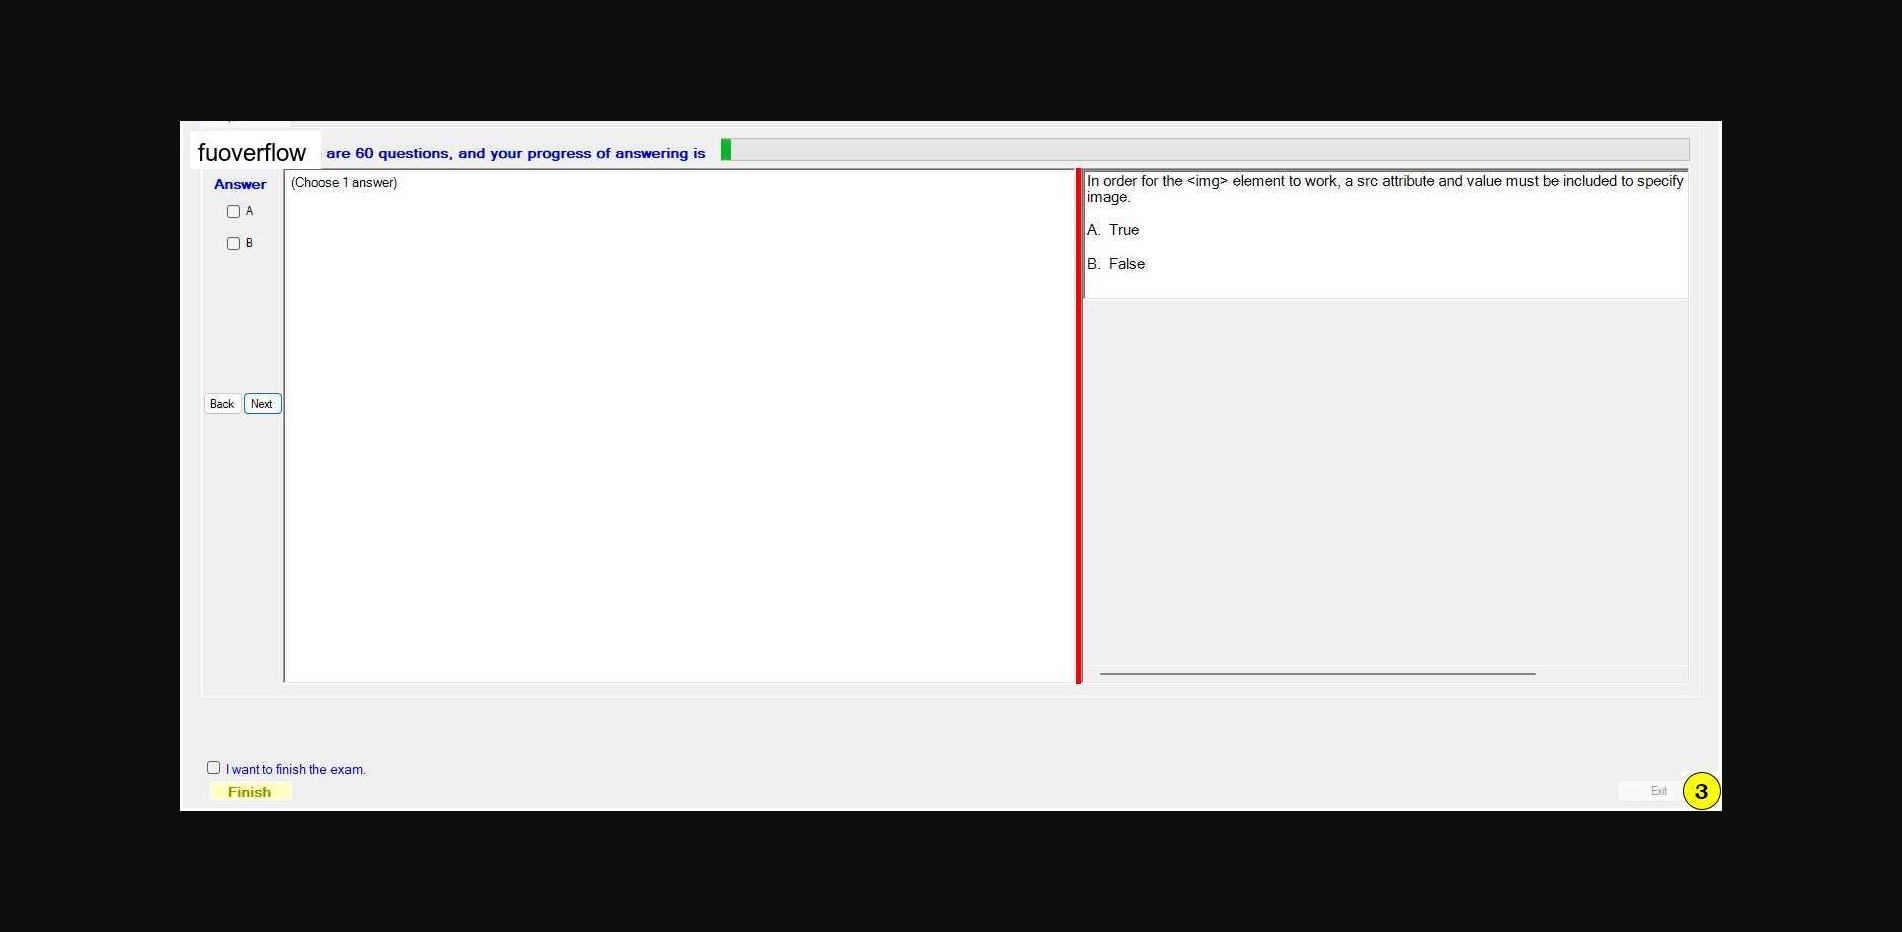 fuoverflow are 60 questions, and your progress of answering is
Answer
A
B
Back Next
(Choose 1 answer)
In order for the <img> element to work, a src attribute and value must be included to specify
image.
A. True
B. False
I want to finish the exam.
Finish
Exit
3